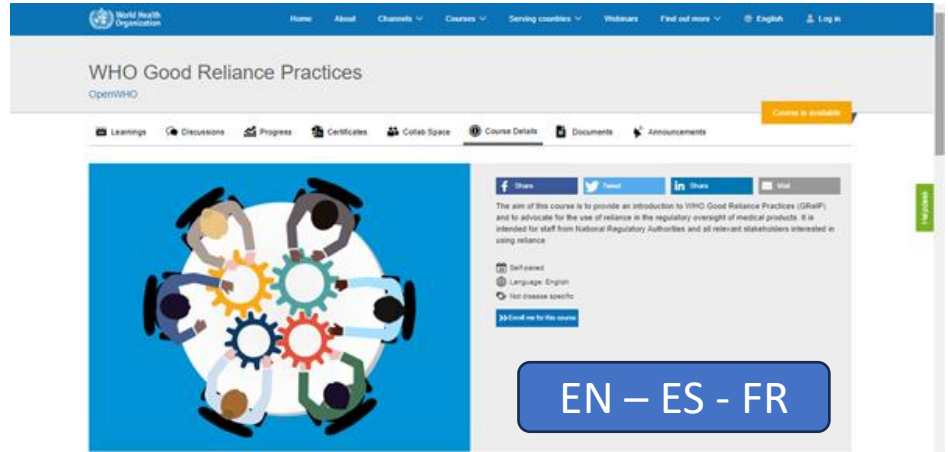 World Health
Organization
Home About Channels Courses Serving countries Webinars Find out more English Log in
WHO Good Reliance Practices
OpenWHO
Course is available
Learnings Discussions Progress Certificates Collab Space Course Details Documents Announcements
Share Tweet Share Mail
The aim of this course is to provide an introduction to WHO Good Reliance Practices (GRelP)
and to advocate for the use of reliance in the regulatory oversight of medical products. It is
intended for staff from National Regulatory Authorities and all relevant stakeholders interested in
using reliance.
Helpdesk
Self-paced
Language: English
Not disease specific
Enroll me for this course
EN – ES - FR